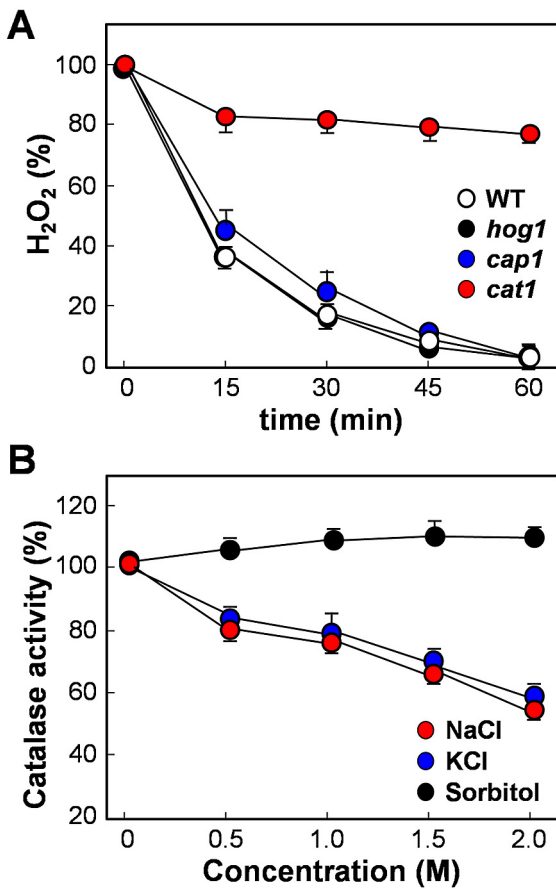 A
H2O2 (%)
100
80
60
40
20
0
WT
hog1
cap1
cat1
0 15 30 45 60
time (min)
B
Catalase activity (%)
120
100
80
60
40
20
NaCl
KCl
Sorbitol
0 0.5 1.0 1.5 2.0
Concentration (M)